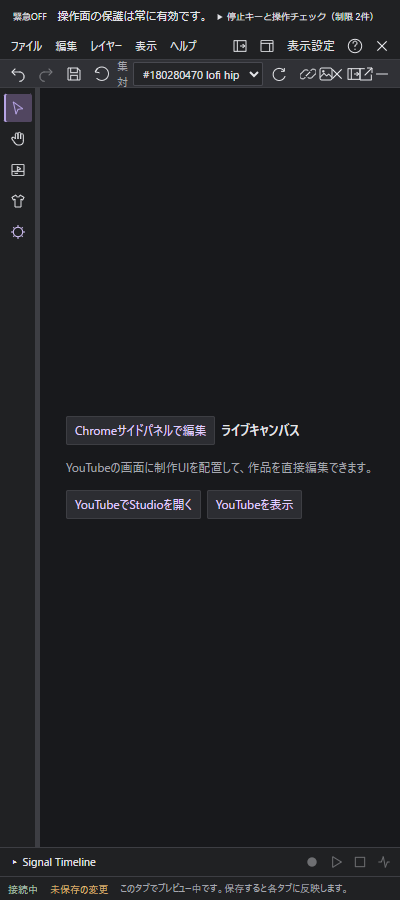 緊急OFF 操作面の保護は常に有効です。 ▶ 停止キーと操作チェック（制限 2件）
ファイル 編集 レイヤー 表示 ヘルプ 表示設定
集
対
#180280470 lofi hip
Chromeサイドパネルで編集 ライブキャンバス
YouTubeの画面に制作UIを配置して、作品を直接編集できます。
YouTubeでStudioを開く YouTubeを表示
▶ Signal Timeline
接続中 未保存の変更 このタブでプレビュー中です。保存すると各タブに反映します。